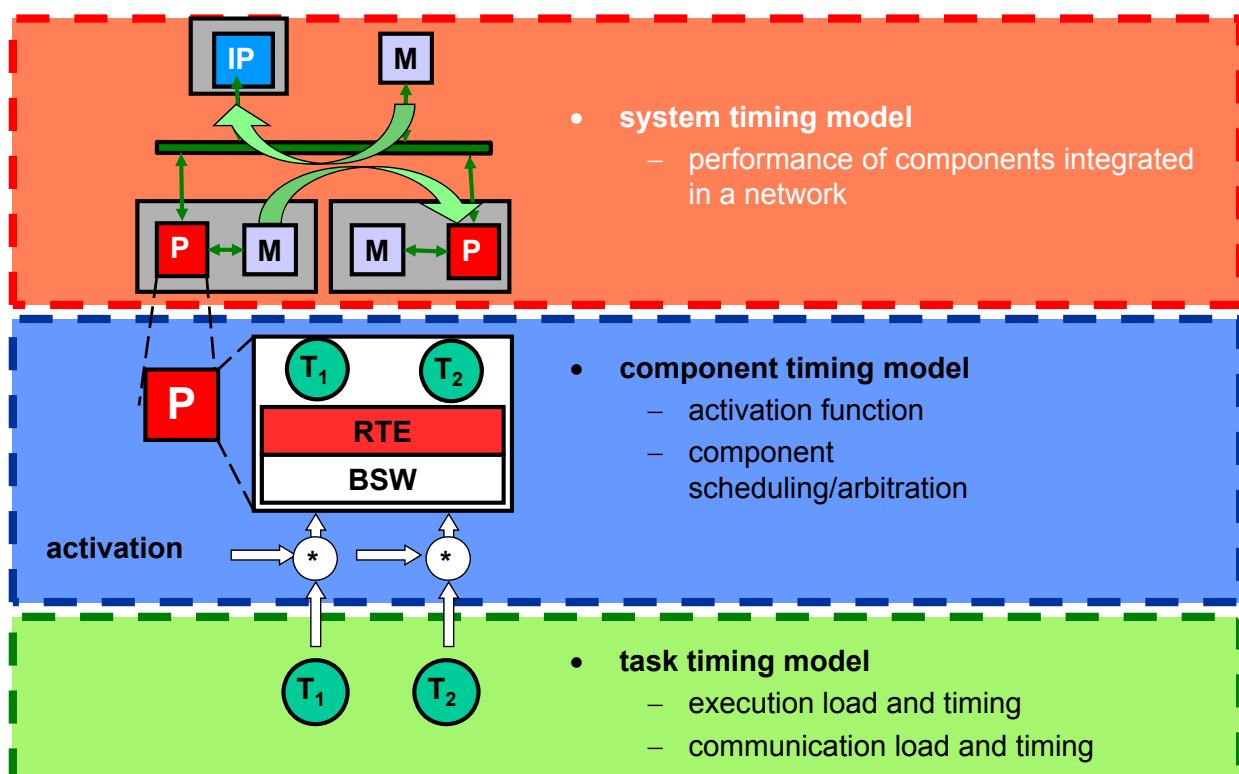 IP
M
• system timing model
– performance of components integrated
in a network
P
M
M
P
T1
T2
• component timing model
P
– activation function
RTE
– component
scheduling/arbitration
BSW
activation
*
*
• task timing model
T1
T2
– execution load and timing
– communication load and timing